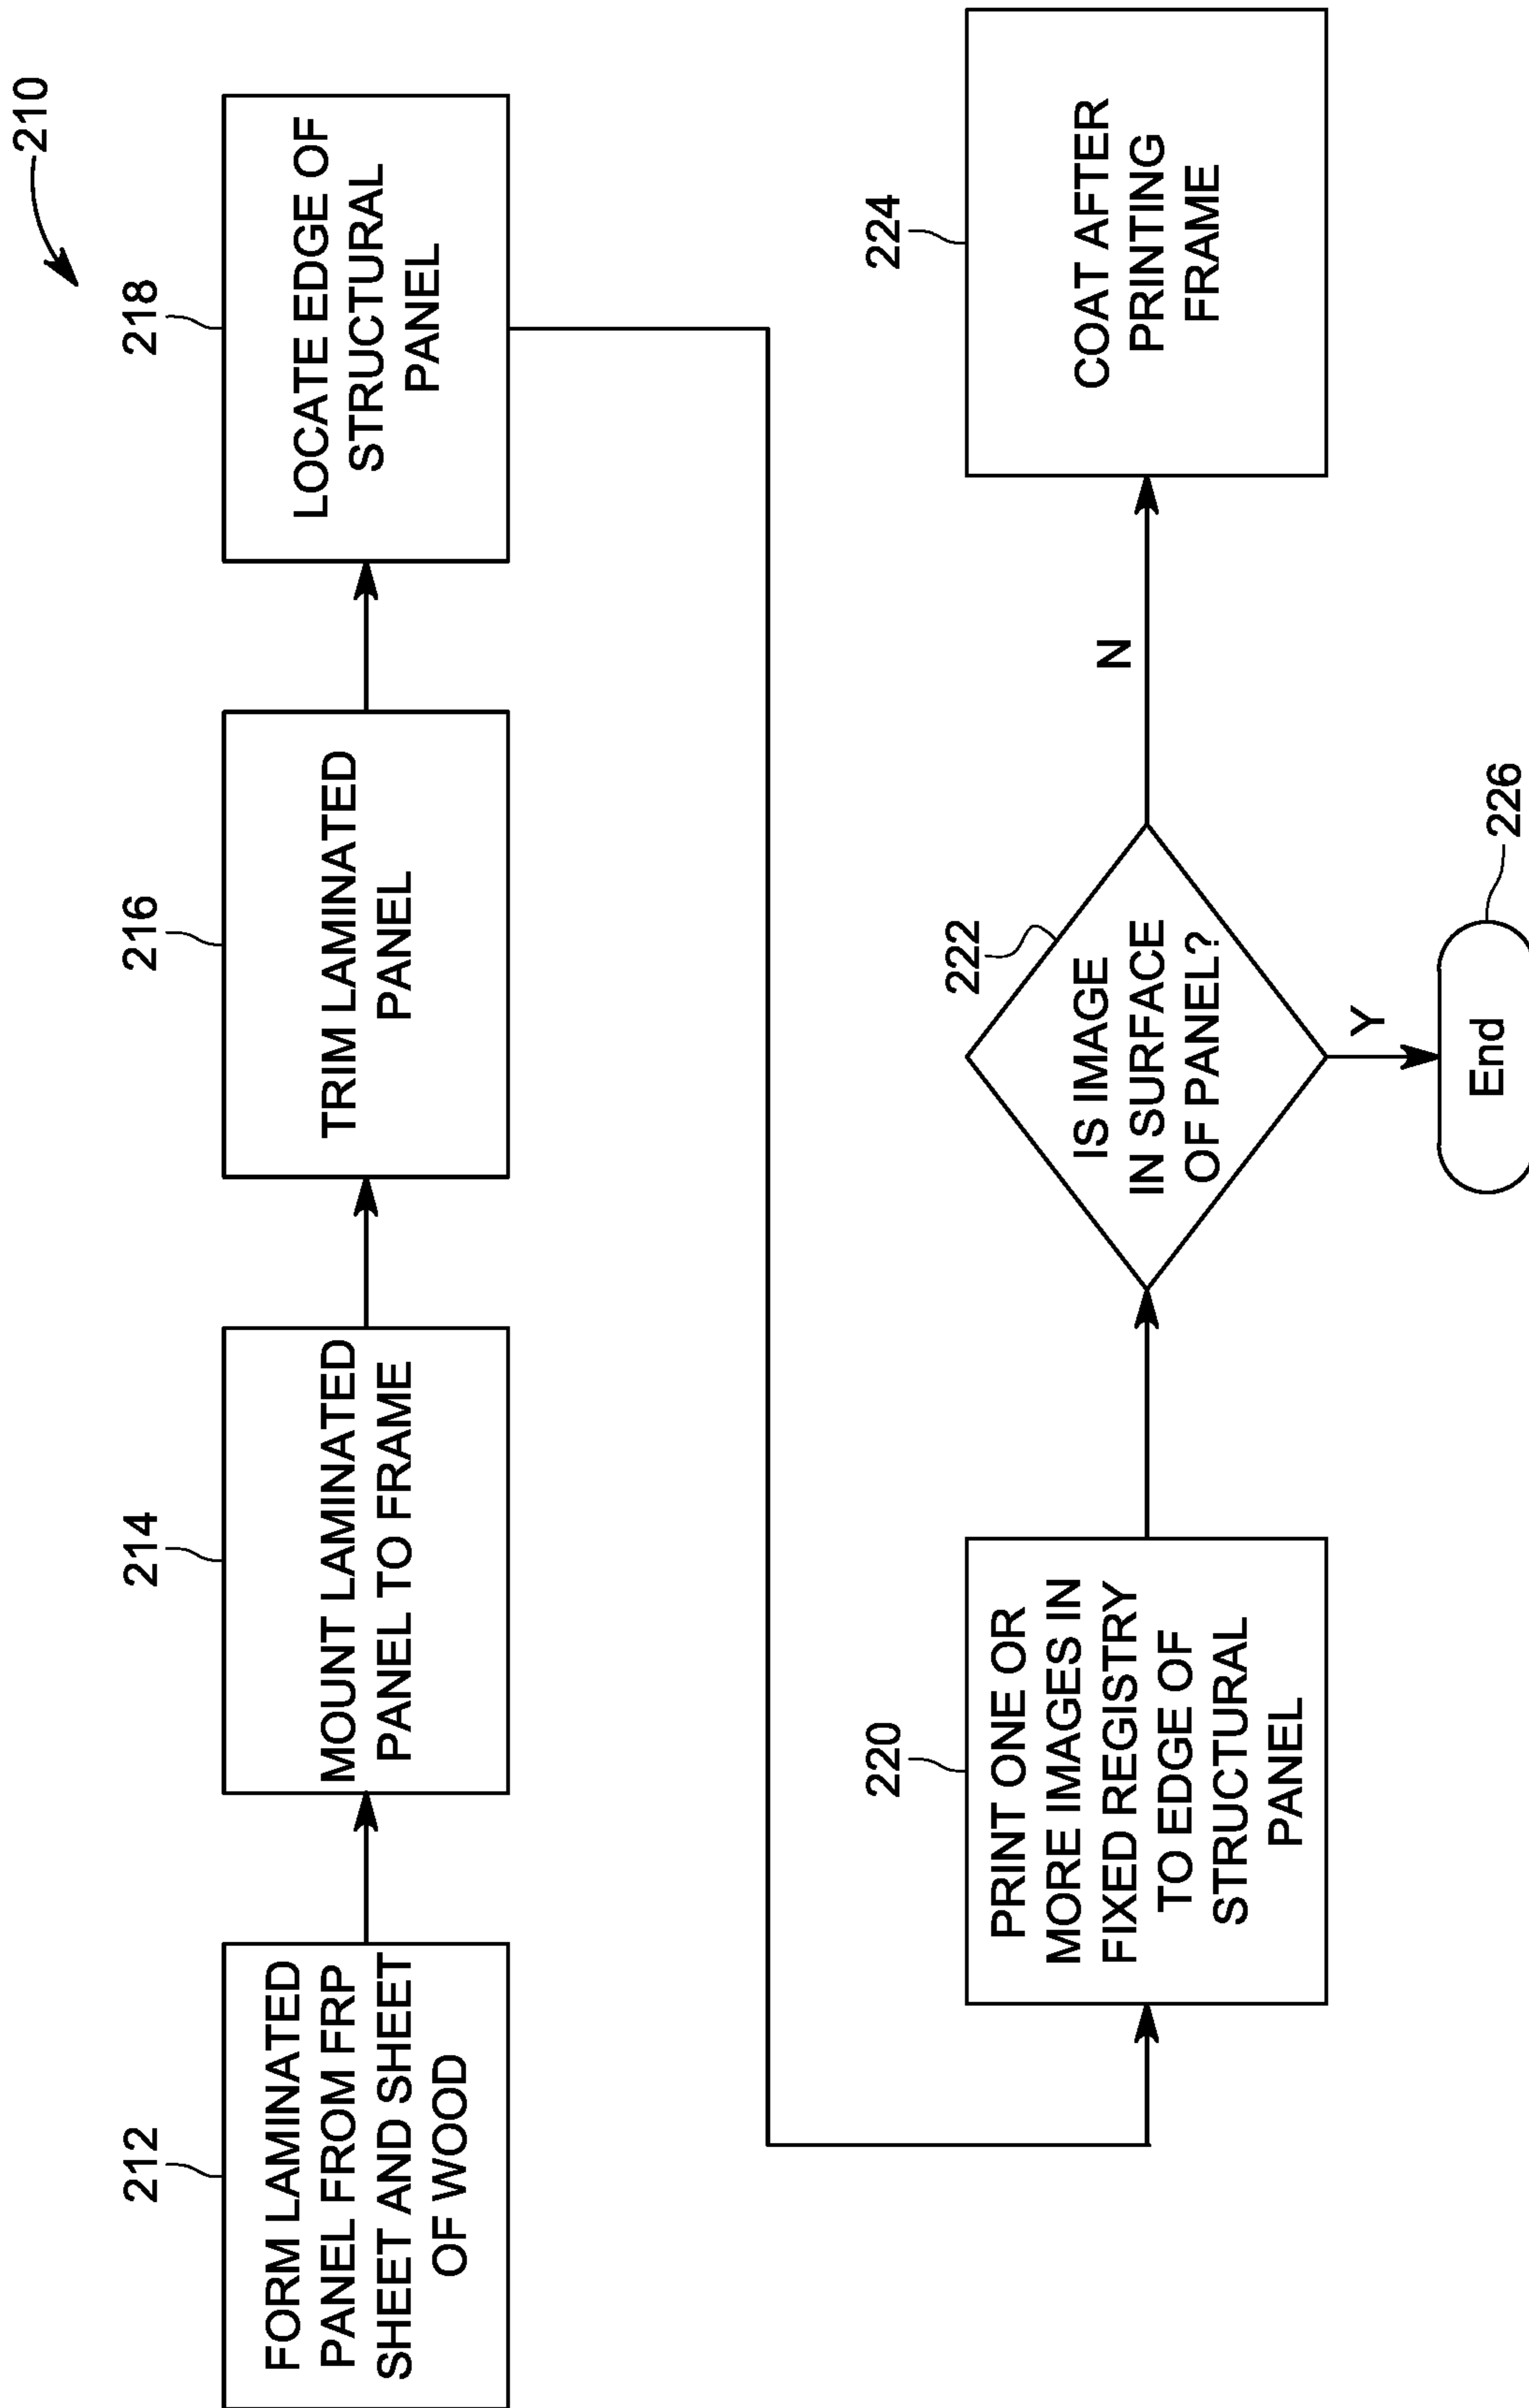 210
212
FORM LAMINATED
PANEL FROM FRP
SHEET AND SHEET
OF WOOD
214
MOUNT LAMINATED
PANEL TO FRAME
216
TRIM LAMINATED
PANEL
218
LOCATE EDGE OF
STRUCTURAL
PANEL
220
PRINT ONE OR
MORE IMAGES IN
FIXED REGISTRY
TO EDGE OF
STRUCTURAL
PANEL
222
IS IMAGE
IN SURFACE
OF PANEL?
N
224
COAT AFTER
PRINTING
FRAME
Y
226
End